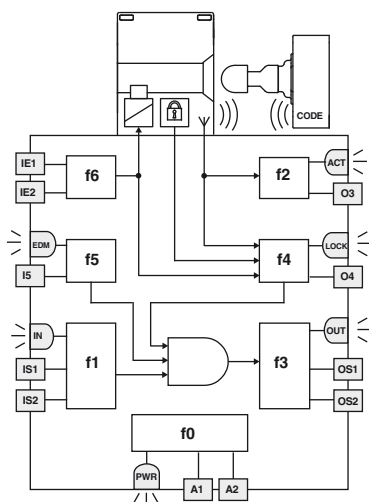 CODE
IE1
f6
f2
ACT
IE2
O3
EDM
f5
f4
LOCK
I5
O4
IN
f1
f3
OUT
IS1
OS1
IS2
OS2
f0
PWR
A1
A2